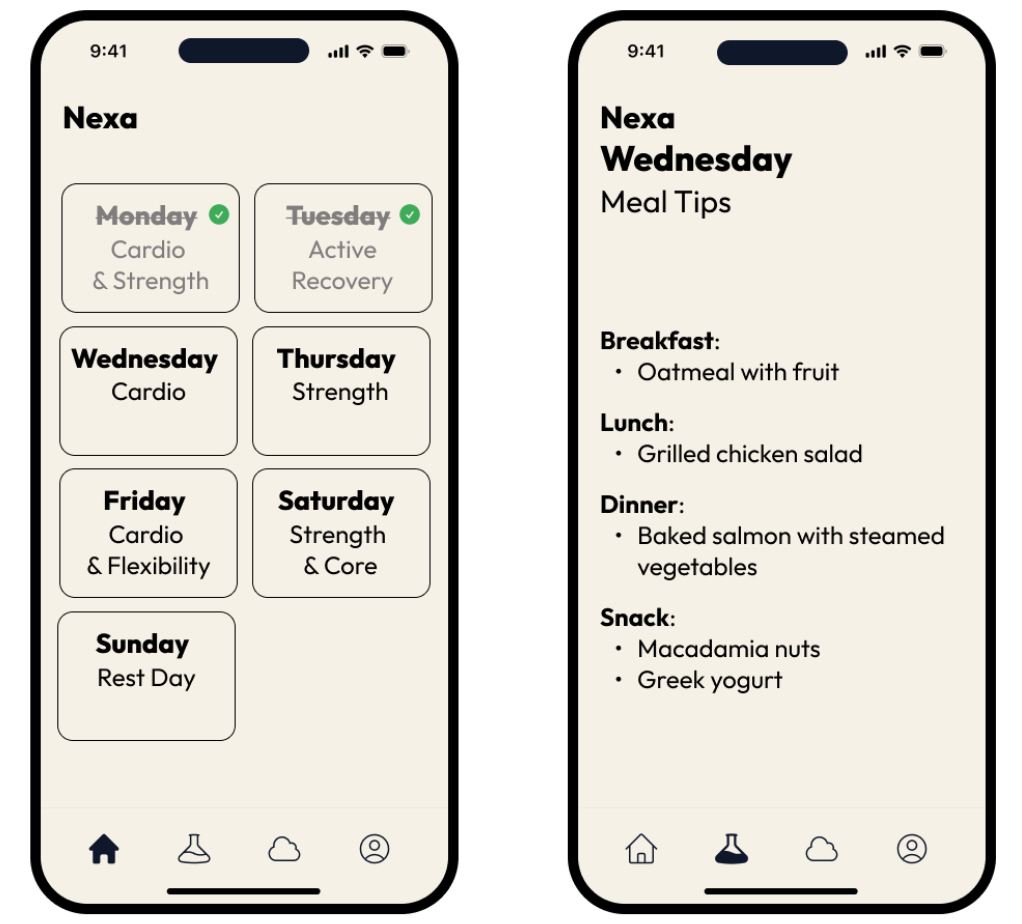 9:41
Nexa
Monday
Cardio
& Strength
Tuesday
Active
Recovery
Wednesday
Cardio
Thursday
Strength
Friday
Cardio
& Flexibility
Saturday
Strength
& Core
Sunday
Rest Day
9:41
Nexa
Wednesday
Meal Tips
Breakfast:
• Oatmeal with fruit
Lunch:
• Grilled chicken salad
Dinner:
• Baked salmon with steamed
vegetables
Snack:
• Macadamia nuts
• Greek yogurt